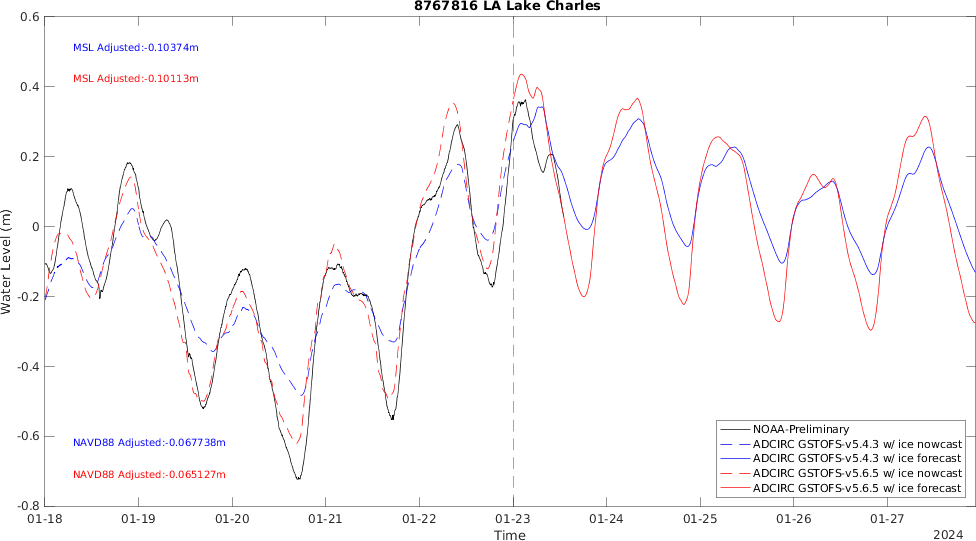 8767816 LA Lake Charles
0.6
MSL Adjusted:-0.10374m
MSL Adjusted:-0.10113m
0.4
0.2
0
-0.2
-0.4
-0.6
-0.8
Water Level (m)
NAVD88 Adjusted:-0.067738m
NAVD88 Adjusted:-0.065127m
NOAA-Preliminary
ADCIRC GSTOFS-v5.4.3 w/ ice nowcast
ADCIRC GSTOFS-v5.4.3 w/ ice forecast
ADCIRC GSTOFS-v5.6.5 w/ ice nowcast
ADCIRC GSTOFS-v5.6.5 w/ ice forecast
01-18 01-19 01-20 01-21 01-22 01-23 01-24 01-25 01-26 01-27
Time
2024